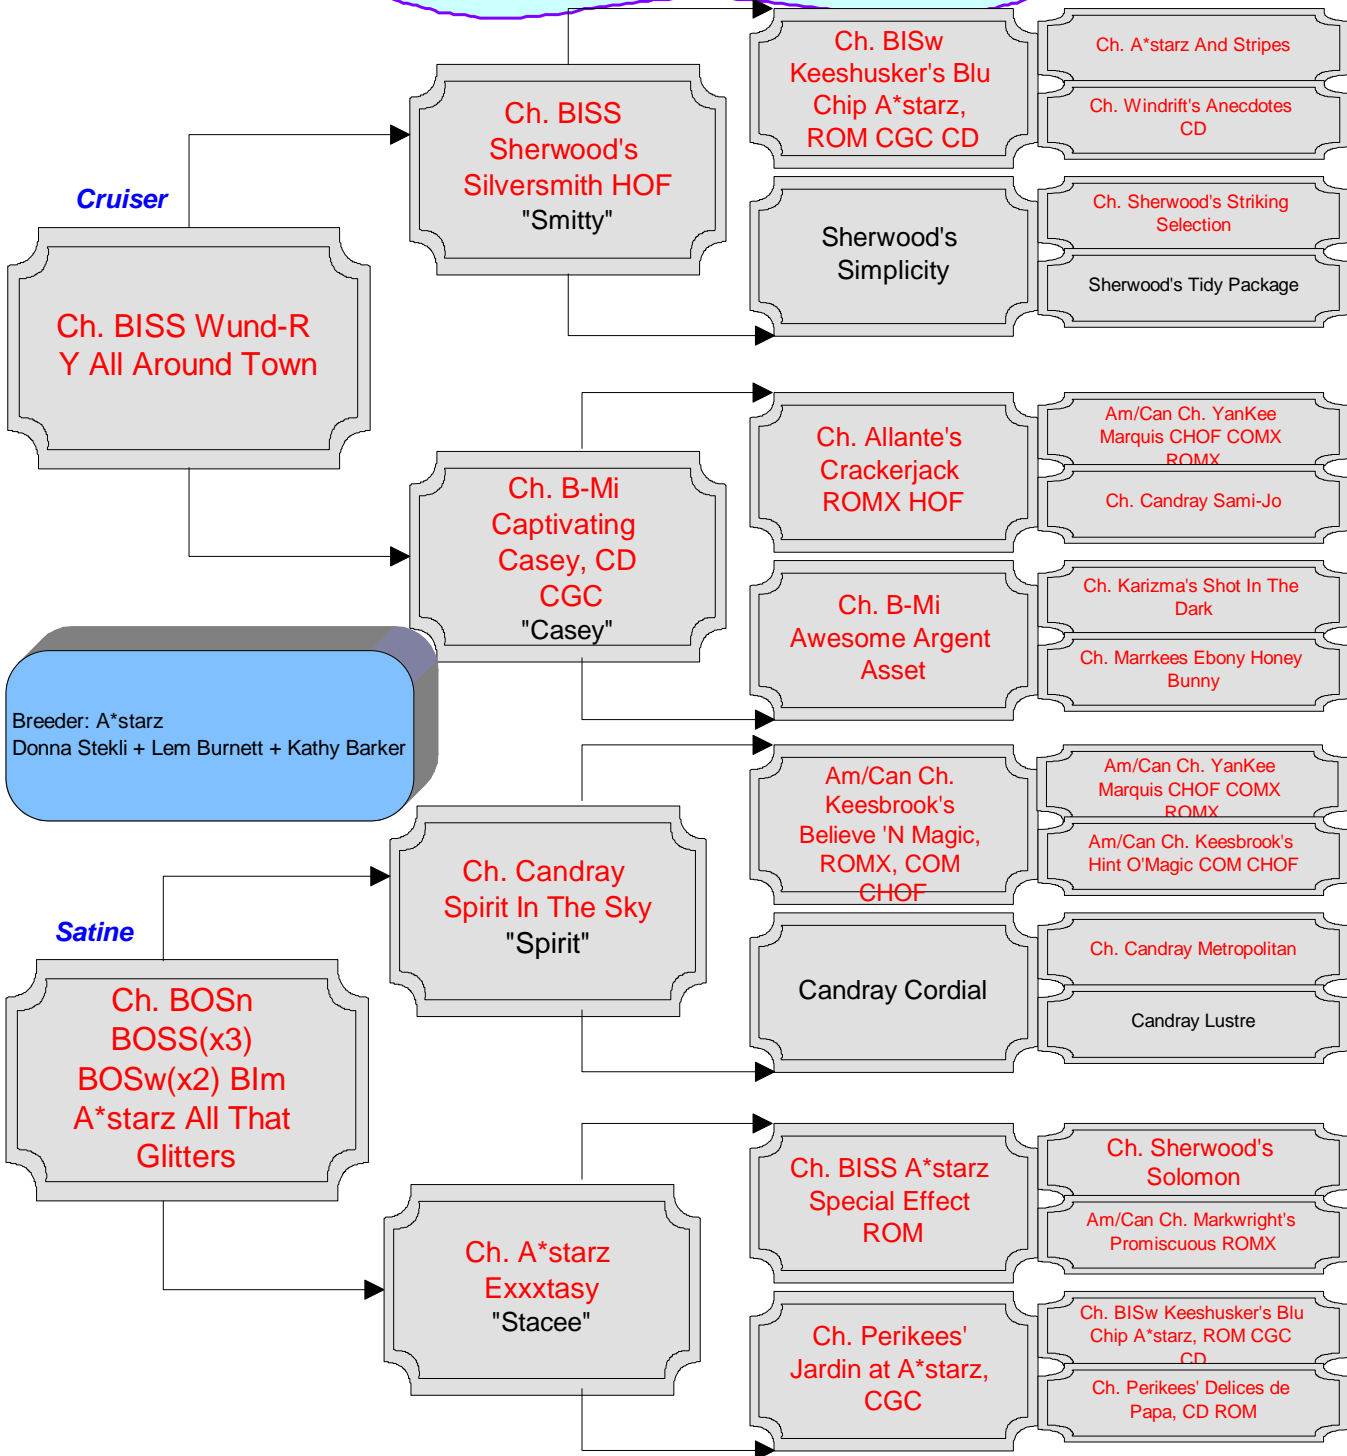 Cruiser
Ch. BISS Wund-R
Y All Around Town
Ch. BISS
Sherwood's
Silversmith HOF
"Smitty"
Ch. BISw
Keeshusker's Blu
Chip A*starz,
ROM CGC CD
Ch. A*starz And Stripes
Ch. Windrift's Anecdotes
CD
Sherwood's
Simplicity
Ch. Sherwood's Striking
Selection
Sherwood's Tidy Package
Ch. B-Mi
Captivating
Casey, CD
CGC
"Casey"
Ch. Allante's
Crackerjack
ROMX HOF
Am/Can Ch. YanKee
Marquis CHOF COMX
ROMX
Ch. Candray Sami-Jo
Ch. B-Mi
Awesome Argent
Asset
Ch. Karizma's Shot In The
Dark
Ch. Marrkees Ebony Honey
Bunny
Breeder: A*starz
Donna Stekli + Lem Burnett + Kathy Barker
Satine
Ch. BOSn
BOSS(x3)
BOSw(x2) BIm
A*starz All That
Glitters
Ch. Candray
Spirit In The Sky
"Spirit"
Am/Can Ch.
Keesbrook's
Believe 'N Magic,
ROMX, COM
CHOF
Am/Can Ch. YanKee
Marquis CHOF COMX
ROMX
Am/Can Ch. Keesbrook's
Hint O'Magic COM CHOF
Candray Cordial
Ch. Candray Metropolitan
Candray Lustre
Ch. A*starz
Exxxtasy
"Stacee"
Ch. BISS A*starz
Special Effect
ROM
Ch. Sherwood's
Solomon
Am/Can Ch. Markwright's
Promiscuous ROMX
Ch. Perikees'
Jardin at A*starz,
CGC
Ch. BISw Keeshusker's Blu
Chip A*starz, ROM CGC
CD
Ch. Perikees' Delices de
Papa, CD ROM